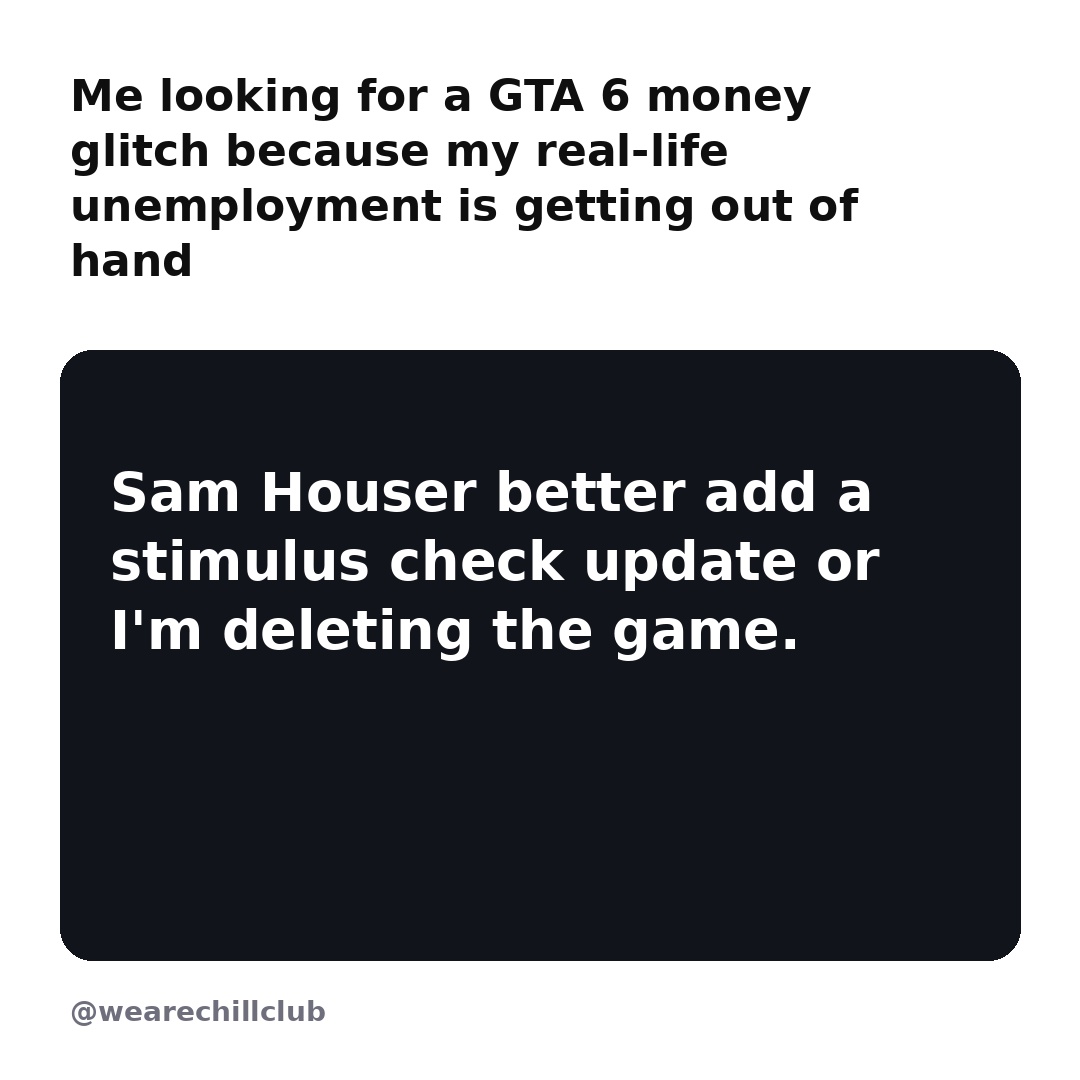 Me looking for a GTA 6 money
glitch because my real-life
unemployment is getting out of
hand
Sam Houser better add a
stimulus check update or
I'm deleting the game.
@wearechillclub